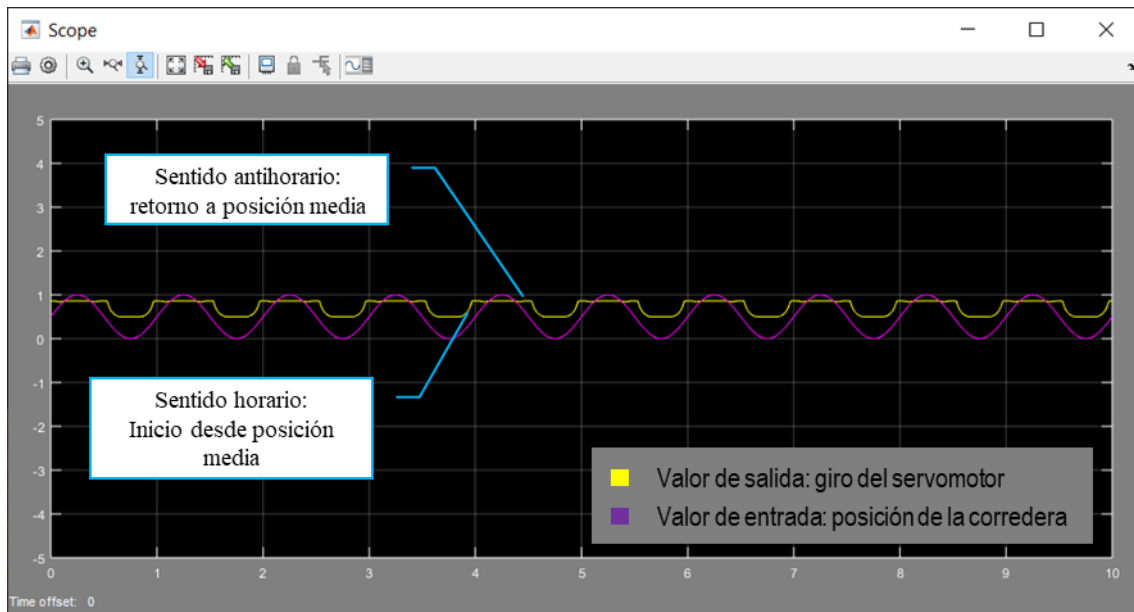 Scope
5
4
3
2
1
0
-1
-2
-3
-4
-5
Sentido antihorario:
retorno a posición media
Sentido horario:
Inicio desde posición
media
Valor de salida: giro del servomotor
Valor de entrada: posición de la corredera
0 1 2 3 4 5 6 7 8 9 10
Time offset: 0